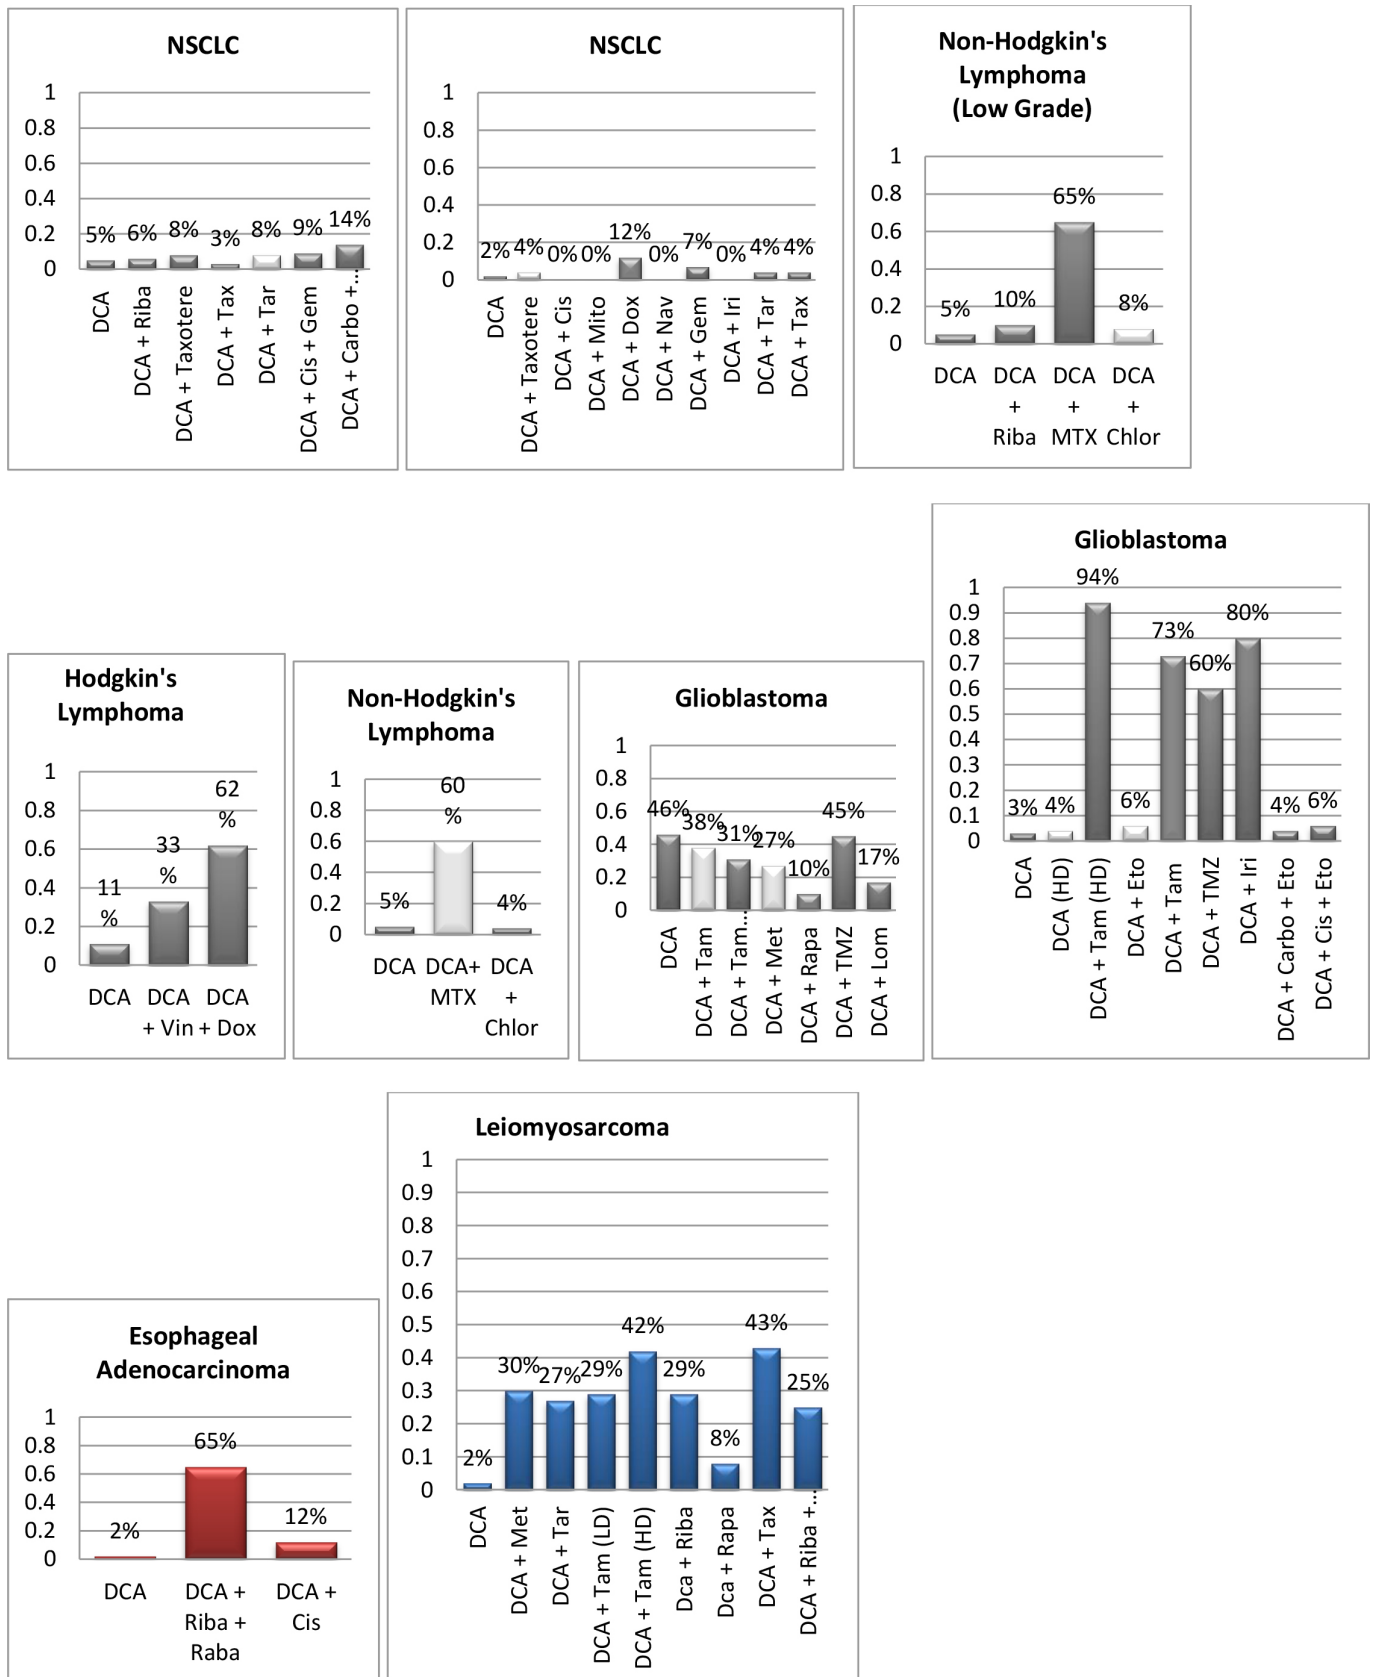 NSCLC
1
0.8
0.6
0.4
0.2
0
5%
6%
8%
3%
8%
9%
14%
DCA
DCA + Riba
DCA + Taxotere
DCA + Tax
DCA + Tar
DCA + Cis + Gem
DCA + Carbo +...
NSCLC
1
0.8
0.6
0.4
0.2
0
2%
4%
0%
0%
12%
0%
7%
0%
4%
4%
DCA
DCA + Taxotere
DCA + Cis
DCA + Mito
DCA + Dox
DCA + Nav
DCA + Gem
DCA + Iri
DCA + Tar
DCA + Tax
Non-Hodgkin's
Lymphoma
(Low Grade)
1
0.8
0.6
0.4
0.2
0
5%
10%
65%
8%
DCA
DCA
+
Riba
DCA
+
MTX
DCA
+
Chlor
Hodgkin's
Lymphoma
1
0.8
0.6
0.4
0.2
0
11
%
33
%
62
%
DCA
DCA
+ Vin
DCA
+ Dox
Non-Hodgkin's
Lymphoma
1
0.8
0.6
0.4
0.2
0
5%
60
%
4%
DCA
DCA+
MTX
DCA
+
Chlor
Glioblastoma
1
0.8
0.6
0.4
0.2
0
46%
38%
31%
27%
10%
45%
17%
DCA
DCA + Tam
DCA + Tam...
DCA + Met
DCA + Rapa
DCA + TMZ
DCA + Lom
Glioblastoma
1
0.9
0.8
0.7
0.6
0.5
0.4
0.3
0.2
0.1
0
3%
4%
94%
6%
73%
60%
80%
4%
6%
DCA
DCA (HD)
DCA + Tam (HD)
DCA + Eto
DCA + Tam
DCA + TMZ
DCA + Iri
DCA + Carbo + Eto
DCA + Cis + Eto
Esophageal
Adenocarcinoma
1
0.8
0.6
0.4
0.2
0
2%
65%
12%
DCA
DCA +
Riba +
Raba
DCA +
Cis
Leiomyosarcoma
1
0.9
0.8
0.7
0.6
0.5
0.4
0.3
0.2
0.1
0
2%
30%
27%
29%
42%
29%
8%
43%
25%
DCA
DCA + Met
DCA + Tar
DCA + Tam (LD)
DCA + Tam (HD)
Dca + Riba
Dca + Rapa
DCA + Tax
DCA + Riba +...